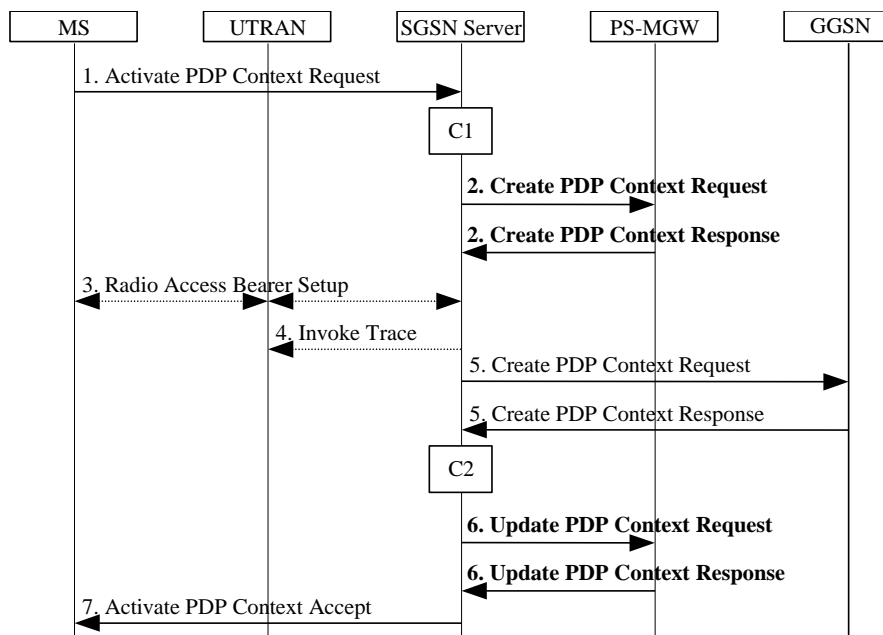 MS UTRAN SGSN Server PS-MGW GGSN
1. Activate PDP Context Request
C1
2. Create PDP Context Request
2. Create PDP Context Response
3. Radio Access Bearer Setup
4. Invoke Trace
5. Create PDP Context Request
5. Create PDP Context Response
C2
6. Update PDP Context Request
6. Update PDP Context Response
7. Activate PDP Context Accept